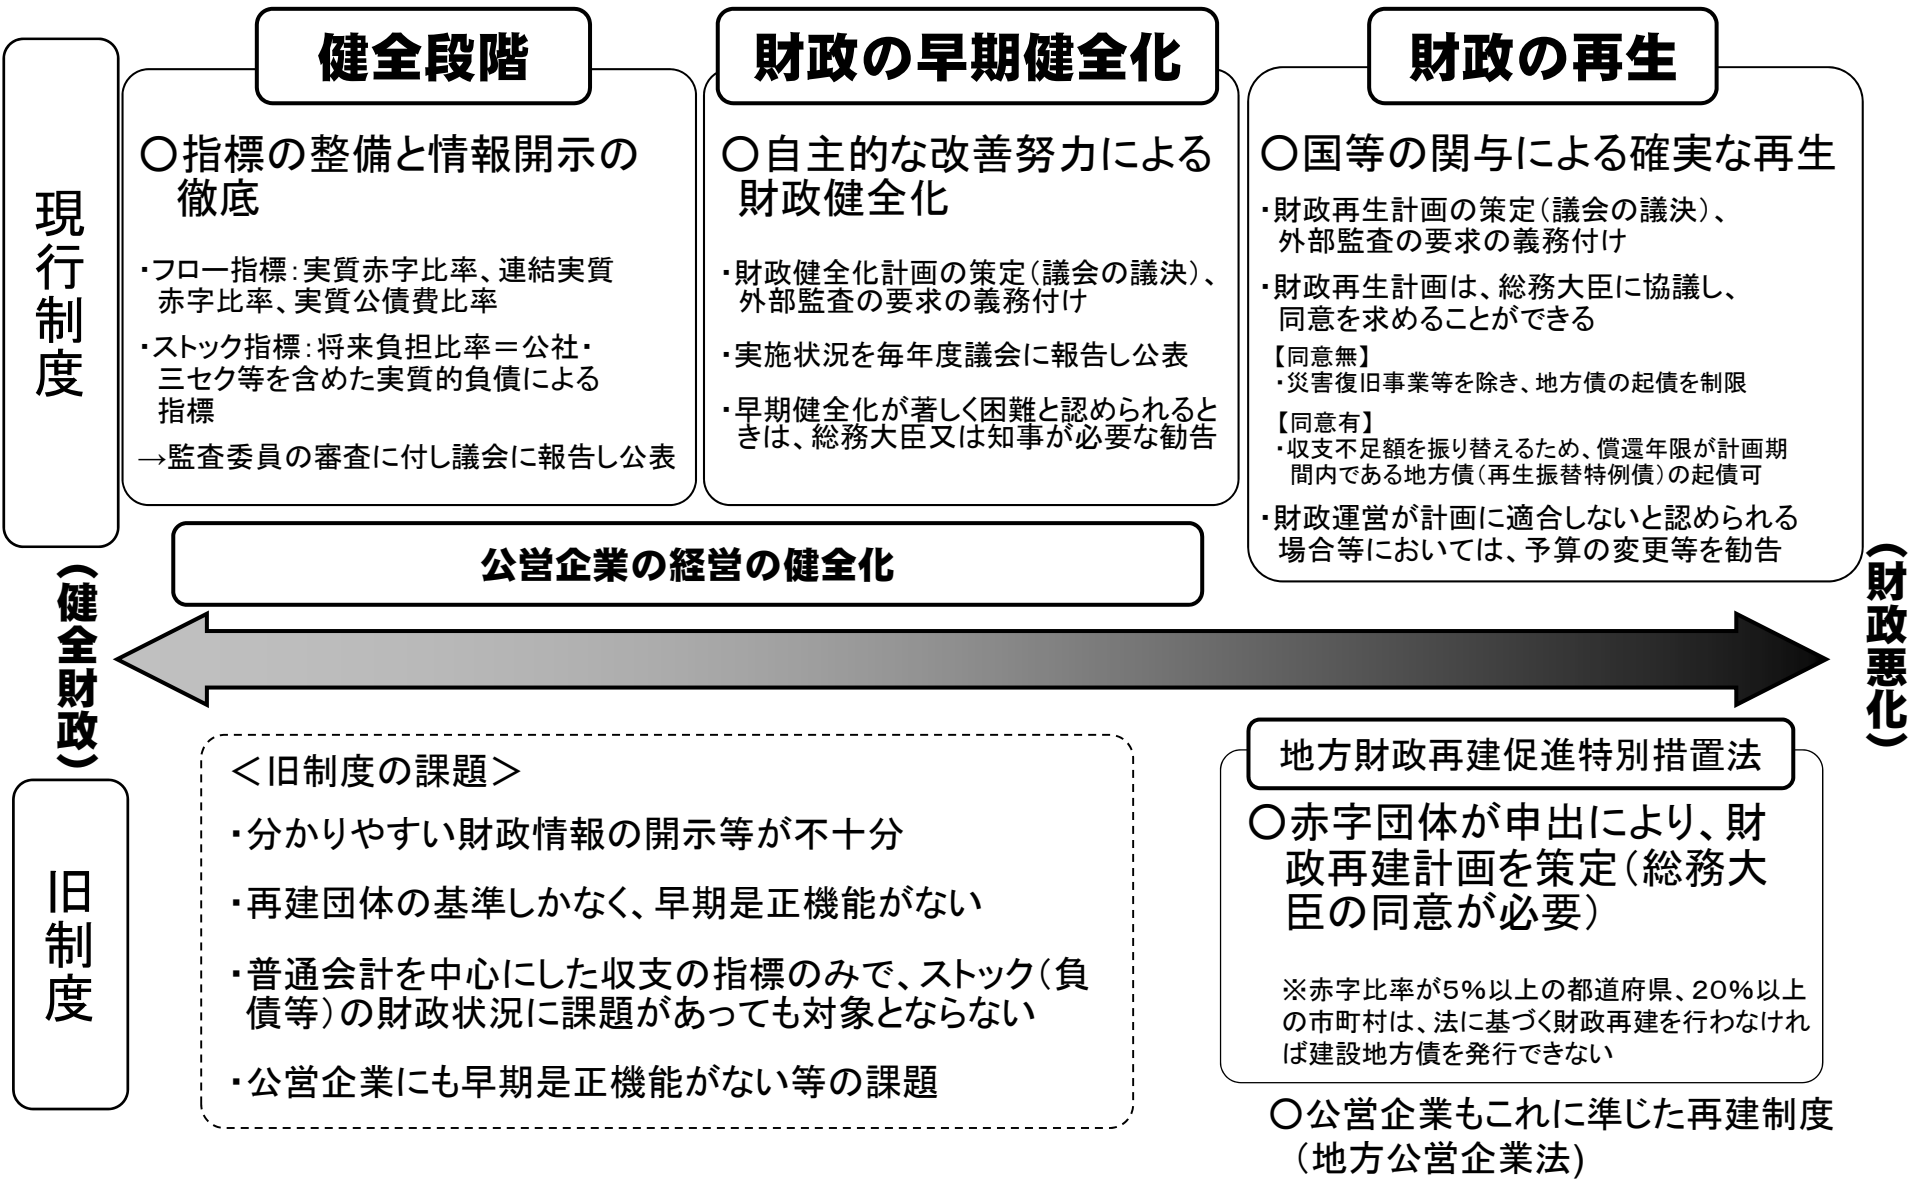 現行制度
健全段階
〇指標の整備と情報開示の
徹底
・フロー指標：実質赤字比率、連結実質
赤字比率、実質公債費比率
・ストック指標：将来負担比率＝公社・
三セク等を含めた実質的負債による
指標
→監査委員の審査に付し議会に報告し公表
財政の早期健全化
〇自主的な改善努力による
財政健全化
・財政健全化計画の策定（議会の議決）、
外部監査の要求の義務付け
・実施状況を毎年度議会に報告し公表
・早期健全化が著しく困難と認められると
きは、総務大臣又は知事が必要な勧告
財政の再生
〇国等の関与による確実な再生
・財政再生計画の策定（議会の議決）、
外部監査の要求の義務付け
・財政再生計画は、総務大臣に協議し、
同意を求めることができる
【同意無】
・災害復旧事業等を除き、地方債の起債を制限
【同意有】
・収支不足額を振り替えるため、償還年限が計画期
間内である地方債（再生振替特例債）の起債可
・財政運営が計画に適合しないと認められる
場合等においては、予算の変更等を勧告
公営企業の経営の健全化
（健全財政）
（財政悪化）
旧制度
＜旧制度の課題＞
・分かりやすい財政情報の開示等が不十分
・再建団体の基準しかなく、早期是正機能がない
・普通会計を中心にした収支の指標のみで、ストック（負
債等）の財政状況に課題があっても対象とならない
・公営企業にも早期是正機能がない等の課題
地方財政再建促進特別措置法
〇赤字団体が申出により、財
政再建計画を策定（総務大
臣の同意が必要）
※赤字比率が5％以上の都道府県、20％以上
の市町村は、法に基づく財政再建を行わなけれ
ば建設地方債を発行できない
〇公営企業もこれに準じた再建制度
（地方公営企業法)